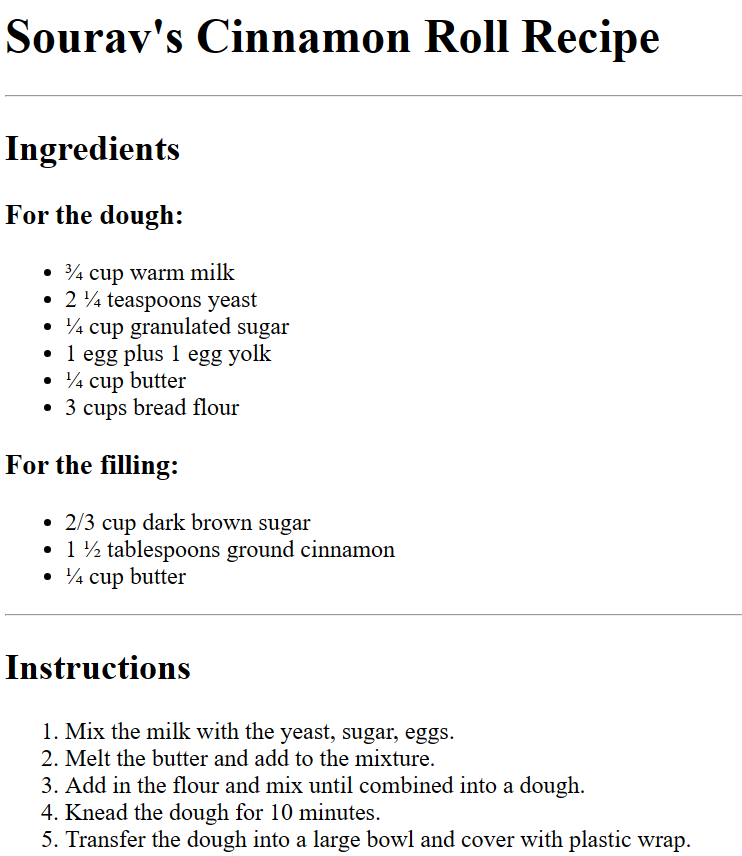 Sourav's Cinnamon Roll Recipe
Ingredients
For the dough:
• ¾ cup warm milk
• 2 ¼ teaspoons yeast
• ¼ cup granulated sugar
• 1 egg plus 1 egg yolk
• ¼ cup butter
• 3 cups bread flour
For the filling:
• 2/3 cup dark brown sugar
• 1 ½ tablespoons ground cinnamon
• ¼ cup butter
Instructions
1. Mix the milk with the yeast, sugar, eggs.
2. Melt the butter and add to the mixture.
3. Add in the flour and mix until combined into a dough.
4. Knead the dough for 10 minutes.
5. Transfer the dough into a large bowl and cover with plastic wrap.